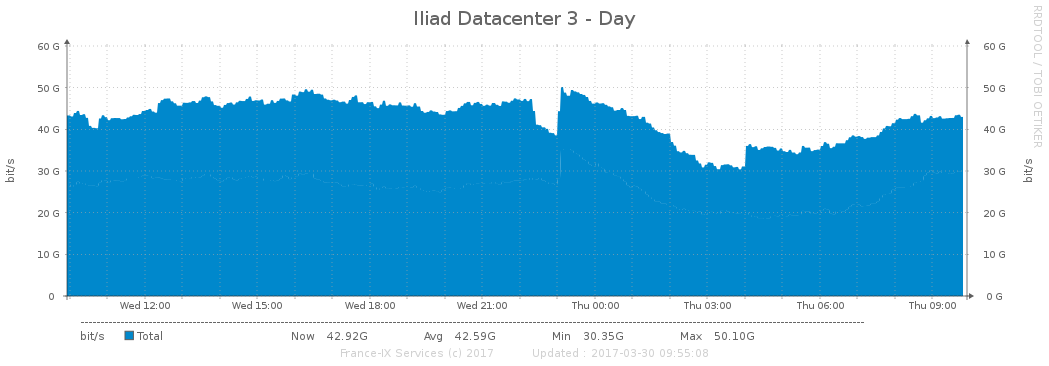 Iliad Datacenter 3 - Day
RRDTOOL / TOBI OETIKER
60 G 60 G
50 G 50 G
40 G 40 G
30 G 30 G
20 G 20 G
10 G 10 G
0 0 G
bit/s bit/s
Wed 12:00 Wed 15:00 Wed 18:00 Wed 21:00 Thu 00:00 Thu 03:00 Thu 06:00 Thu 09:00
bit/s Total Now 42.92G Avg 42.59G Min 30.35G Max 50.10G
France-IX Services (c) 2017 Updated : 2017-03-30 09:55:08